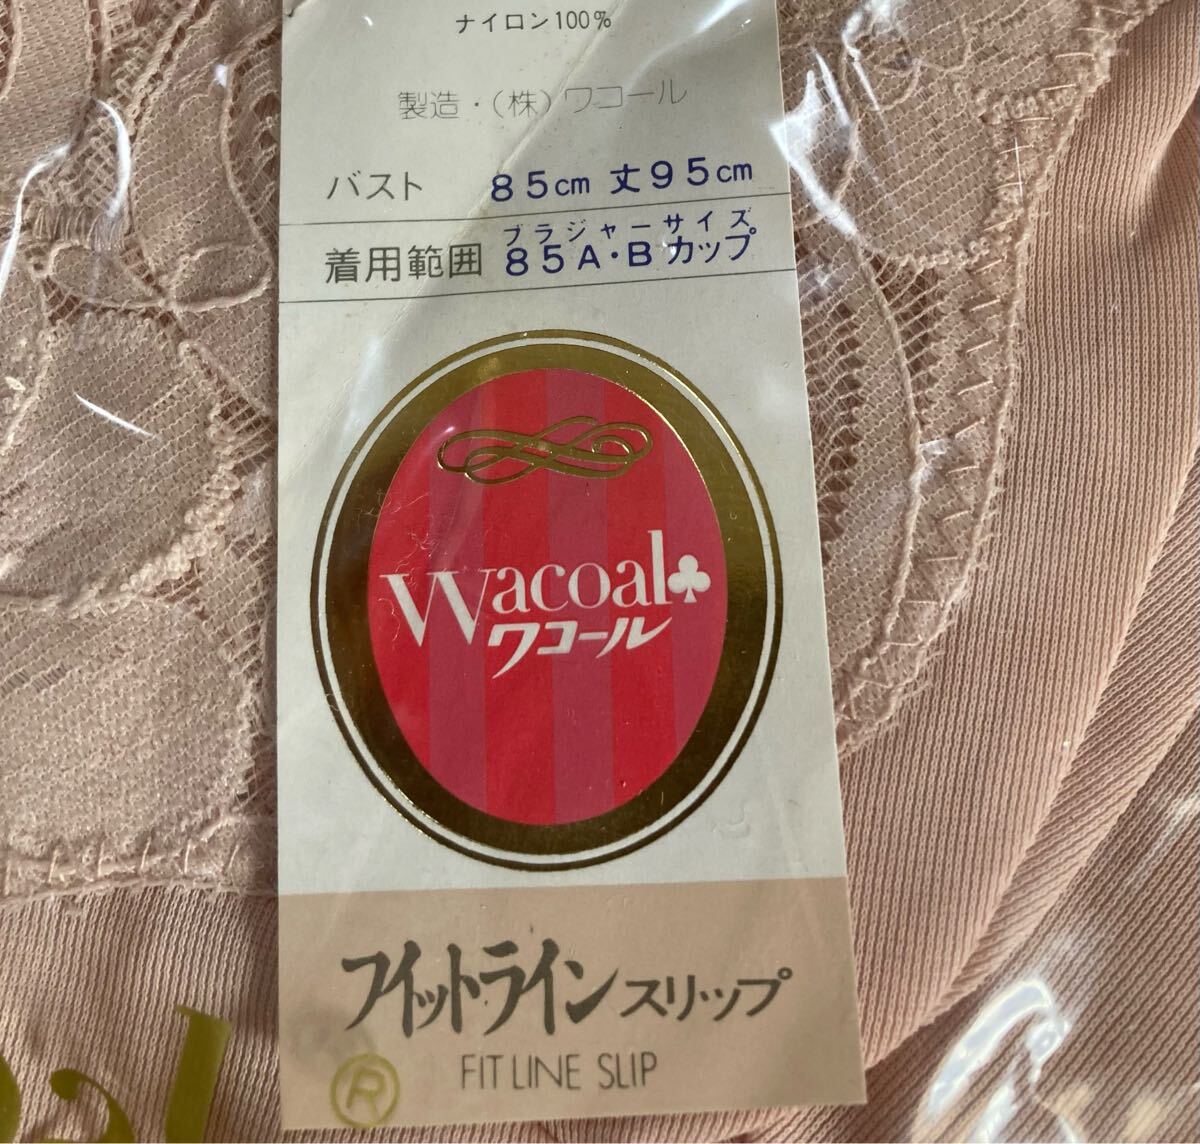 ナイロン100%
製造・(株)ワコール
バスト 85cm 丈95cm
ブラジャーサイズ
着用範囲 85A・B カップ
Wacoal♣
ワコール
フイットラインスリップ
FIT LINE SLIP
®